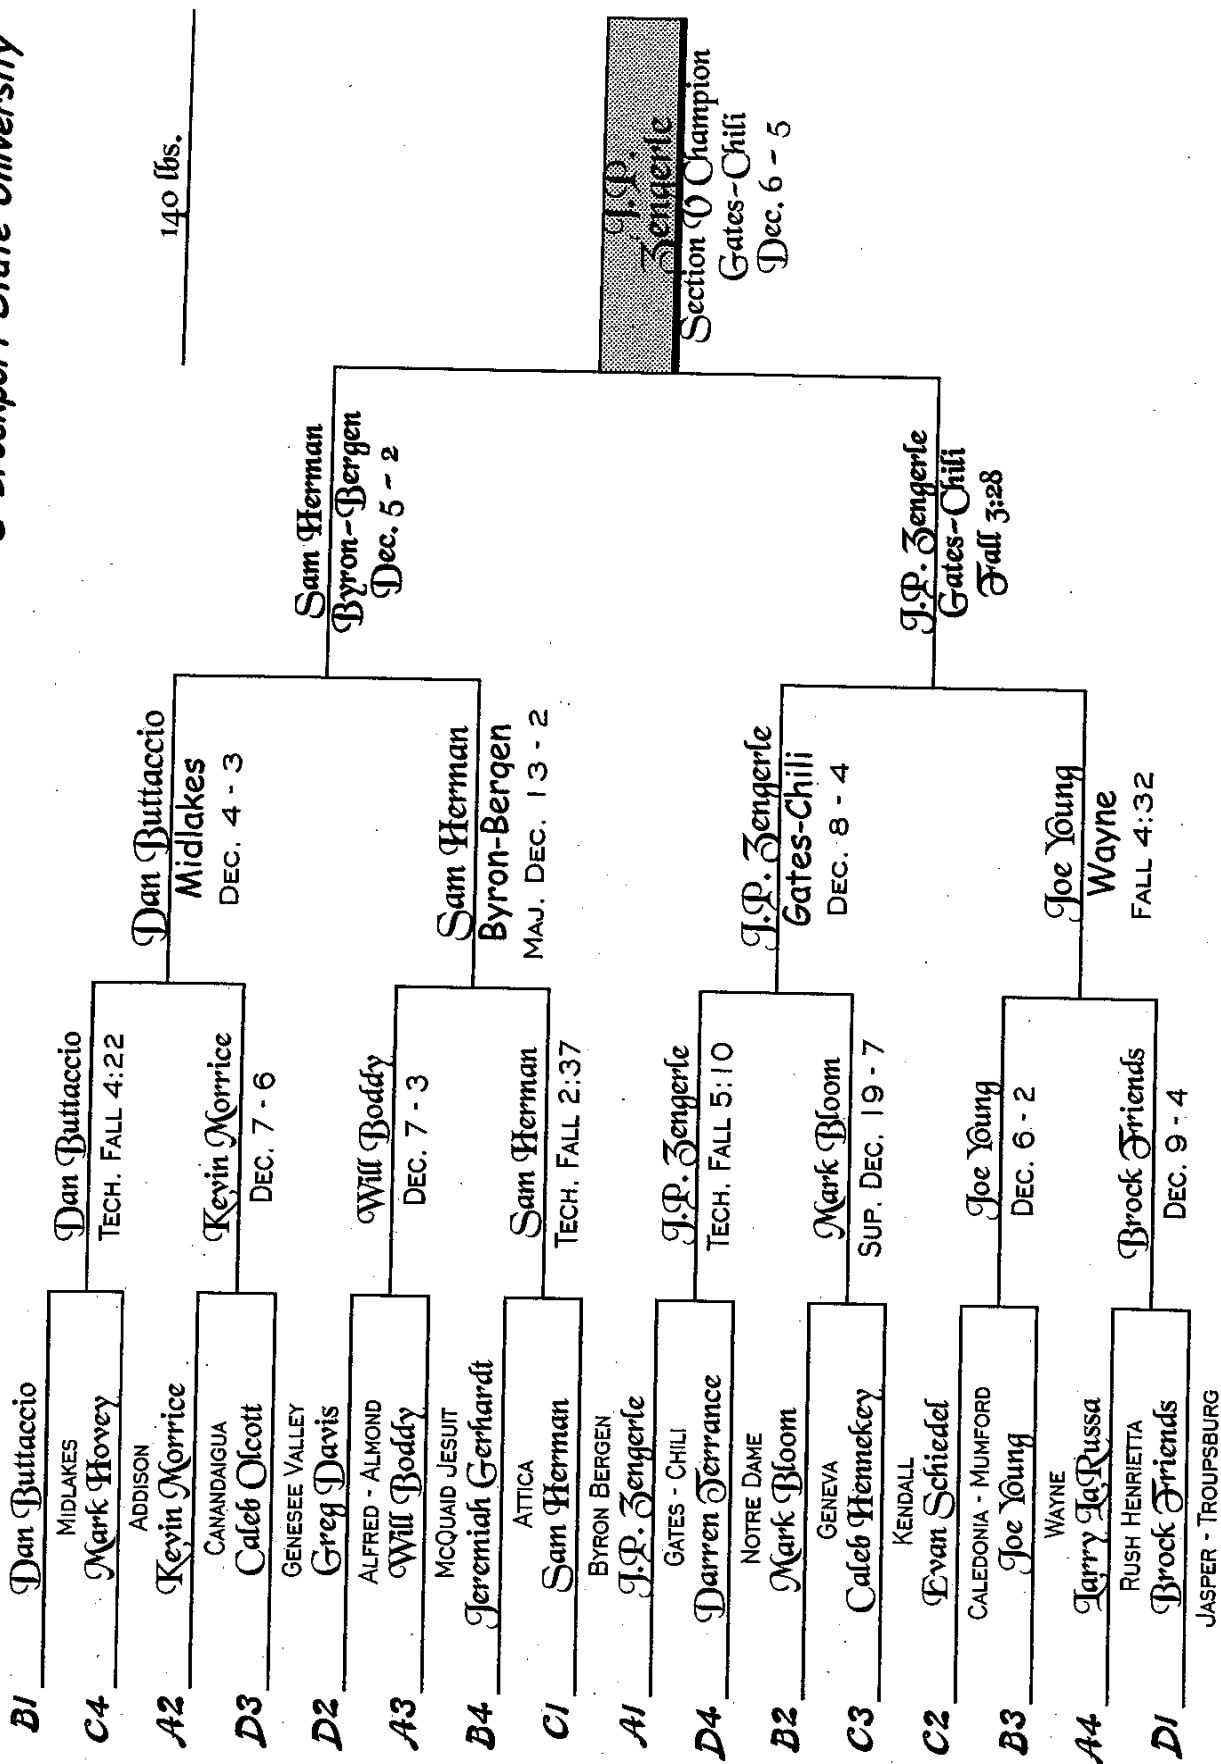 @ Brockport State University
140 lbs.
B1 Dan Buttaccio
MIDLAKES
C4 Mark Hovey
ADDISON
A2 Kevin Morrice
CANANDAIGUA
D3 Caleb Olcott
GENESEE VALLEY
D2 Greg Davis
ALFRED - ALMOND
A3 Will Boddy
MCQUAID JESUIT
B4 Jeremiah Gerhardt
ATTICA
C1 Sam Herman
BYRON BERGEN
A1 J.P. Zengerle
GATES - CHILI
D4 Darren Terrance
NOTRE DAME
B2 Mark Bloom
GENEVA
C3 Caleb Hennekey
KENDALL
C2 Evan Schiedel
CALEDONIA - MUMFORD
B3 Joe Young
WAYNE
A4 Larry LaRussa
RUSH HENRIETTA
D1 Brock Friends
JASPER - TROUPSBURG
Dan Buttaccio
TECH. FALL 4:22
Kevin Morrice
DEC. 7 - 6
Will Boddy
DEC. 7 - 3
Sam Herman
TECH. FALL 2:37
J.P. Zengerle
TECH. FALL 5:10
Mark Bloom
SUP. DEC. 19 - 7
Joe Young
DEC. 6 - 2
Brock Friends
DEC. 9 - 4
Dan Buttaccio
Midlakes
DEC. 4 - 3
Sam Herman
Byron-Bergen
MAJ. DEC. 13 - 2
J.P. Zengerle
Gates-Chili
DEC. 8 - 4
Joe Young
Wayne
FALL 4:32
Sam Herman
Byron-Bergen
Dec. 5 - 2
J.P. Zengerle
Gates-Chili
Fall 3:28
J.P.
Zengerle
Section V Champion
Gates-Chili
Dec. 6 - 5